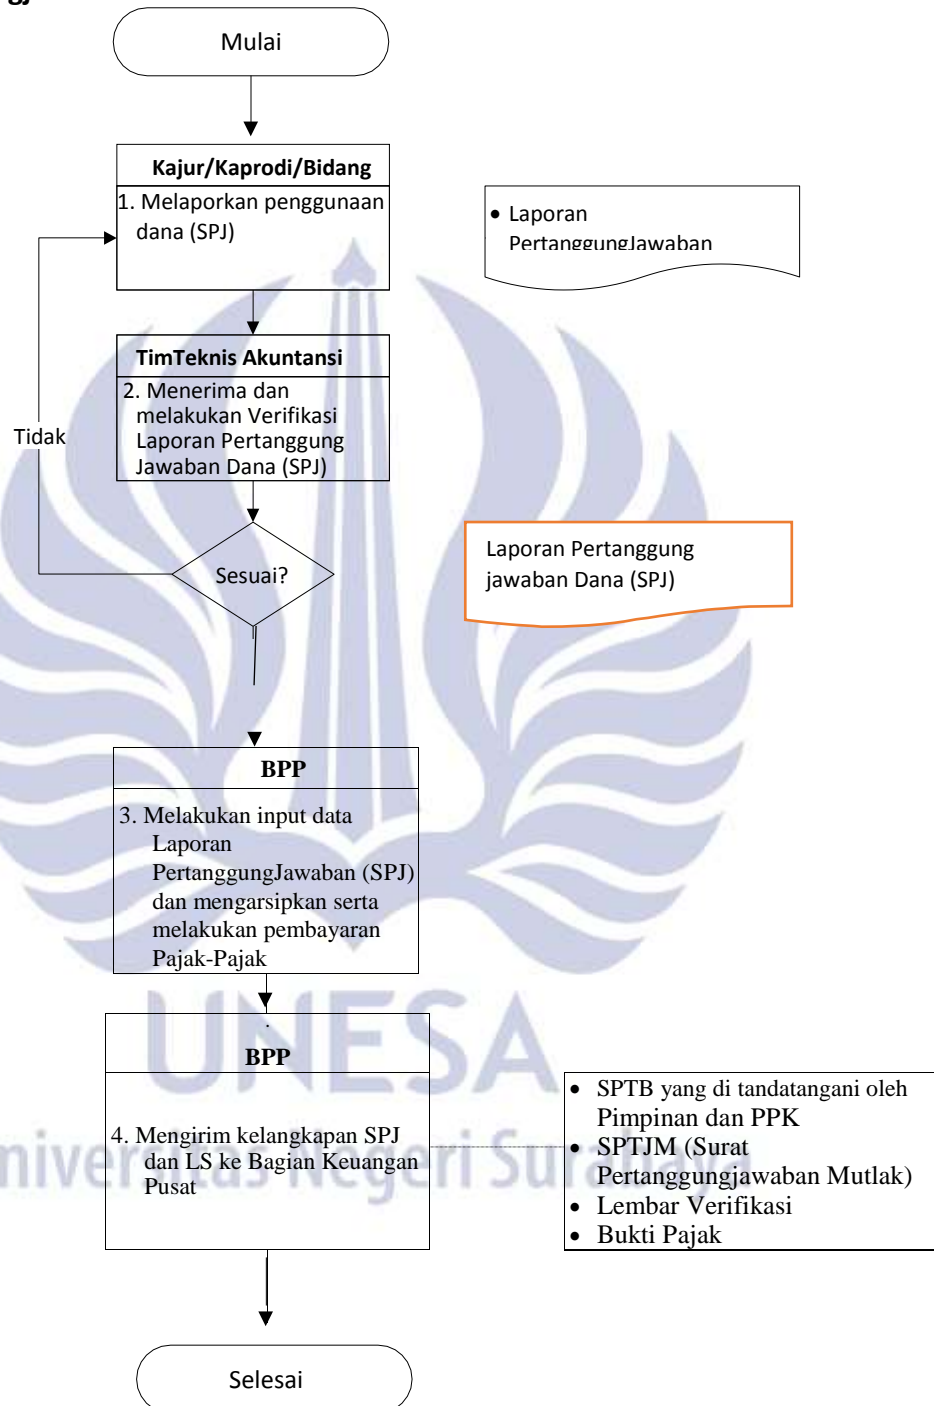 Mulai
Kajur/Kaprodi/Bidang
1. Melaporkan penggunaan
dana (SPJ)
• Laporan
PertanggungJawaban
TimTeknis Akuntansi
2. Menerima dan
melakukan Verifikasi
Laporan Pertanggung
Jawaban Dana (SPJ)
Tidak
Sesuai?
Laporan Pertanggung
jawaban Dana (SPJ)
BPP
3. Melakukan input data
Laporan
PertanggungJawaban (SPJ)
dan mengarsipkan serta
melakukan pembayaran
Pajak-Pajak
UNESA
.
BPP
4. Mengirim kelangkapan SPJ
dan LS ke Bagian Keuangan
Pusat
• SPTB yang di tandatangani oleh
Pimpinan dan PPK
• SPTJM (Surat
Pertanggungjawaban Mutlak)
• Lembar Verifikasi
• Bukti Pajak
niversitas Negeri Surabaya
Selesai